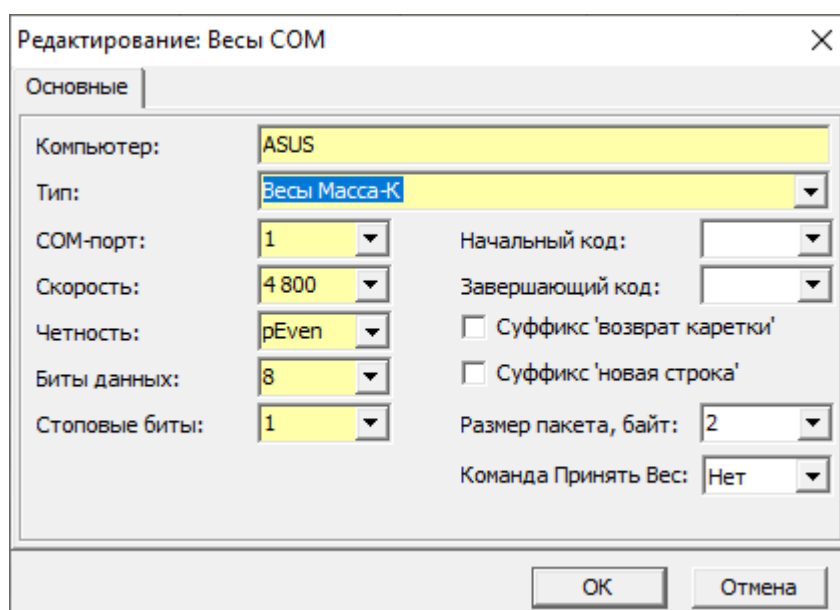 Редактирование: Весы COM
Основные
Компьютер: ASUS
Тип: Весы Масса-К
COM-порт: 1 Начальный код:
Скорость: 4 800 Завершающий код:
Четность: pEven Суффикс 'возврат каретки'
Биты данных: 8 Суффикс 'новая строка'
Стоповые биты: 1 Размер пакета, байт: 2
Команда Принять Вес: Нет
OK Отмена